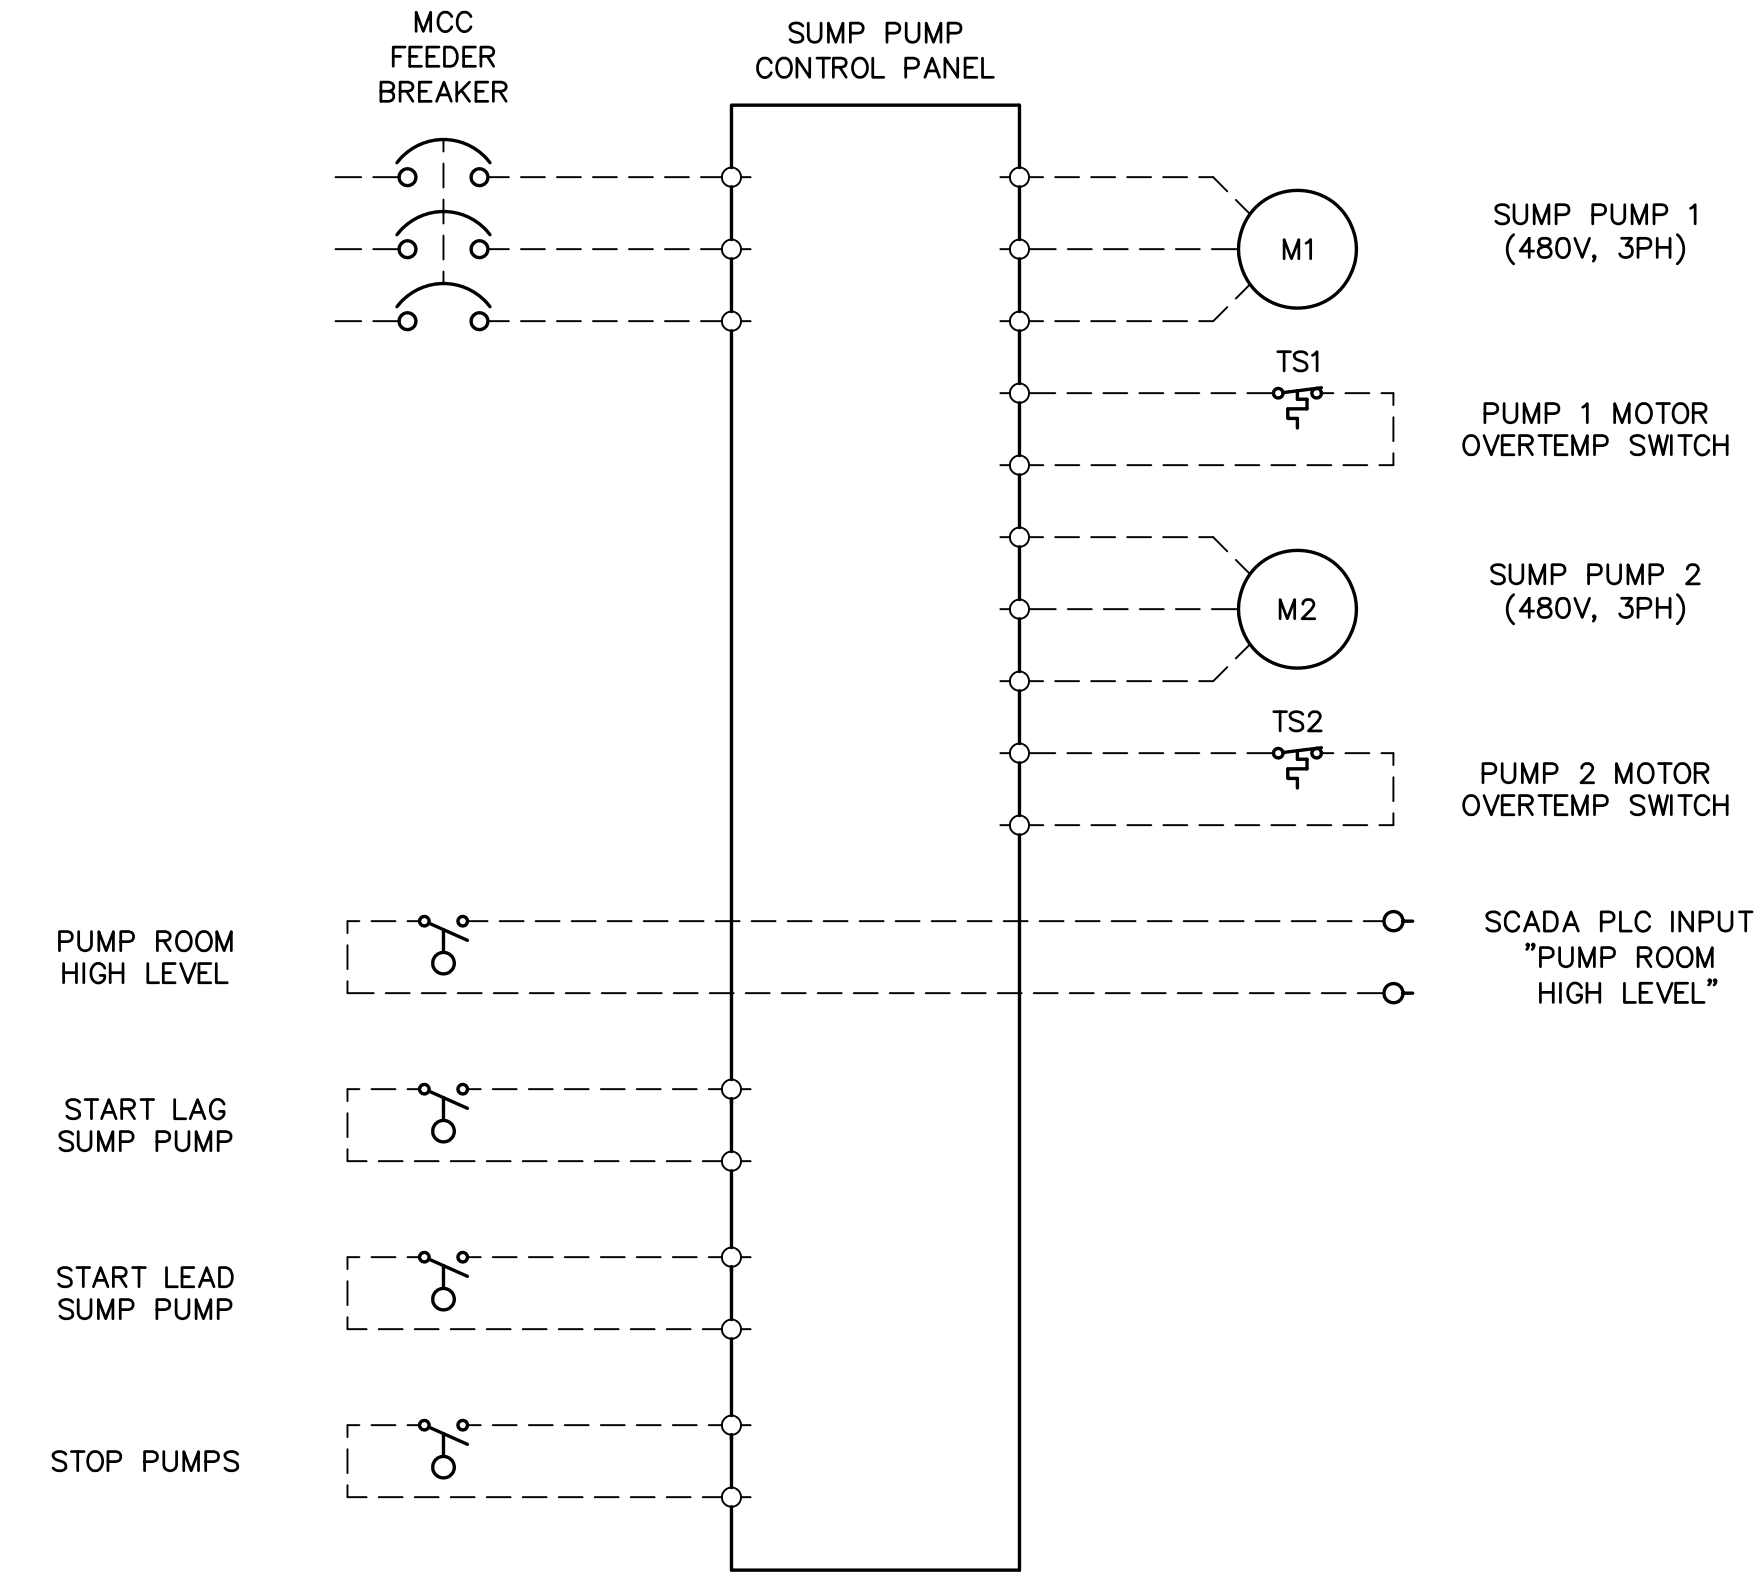 MCC
FEEDER
BREAKER
SUMP PUMP
CONTROL PANEL
M1
SUMP PUMP 1
(480V, 3PH)
TS1
PUMP 1 MOTOR
OVERTEMP SWITCH
M2
SUMP PUMP 2
(480V, 3PH)
TS2
PUMP 2 MOTOR
OVERTEMP SWITCH
PUMP ROOM
HIGH LEVEL
SCADA PLC INPUT
"PUMP ROOM
HIGH LEVEL"
START LAG
SUMP PUMP
START LEAD
SUMP PUMP
STOP PUMPS